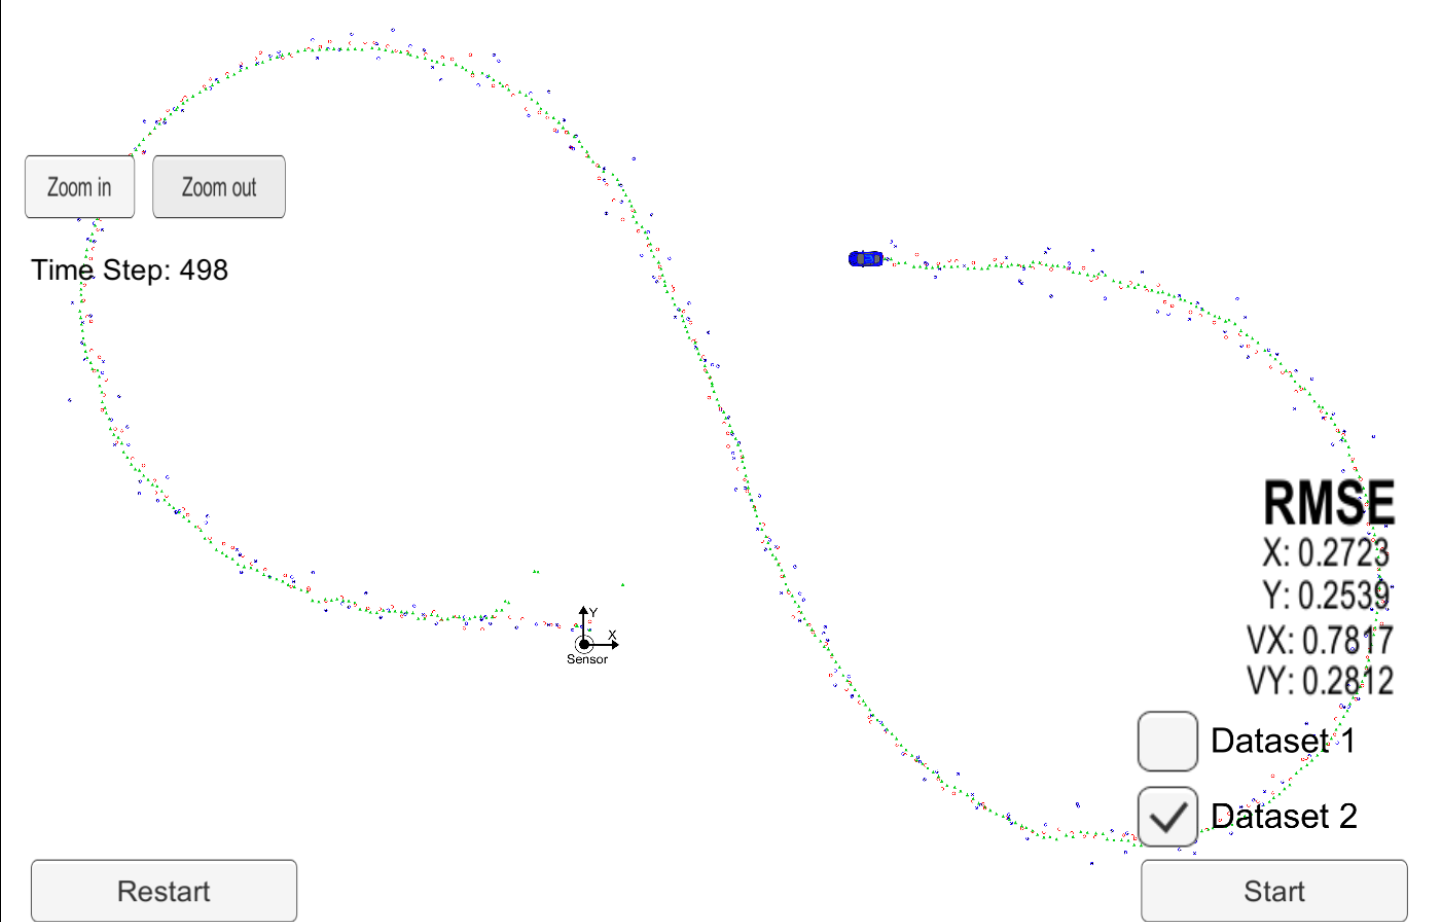 Zoom in
Zoom out
Time Step: 498
RMSE
X: 0.2723
Y: 0.2539
VX: 0.7817
VY: 0.2812
Y
X
Sensor
Dataset 1
Dataset 2
Restart
Start